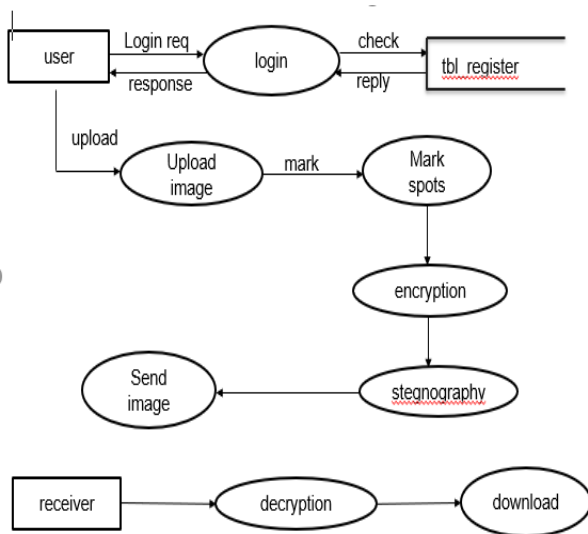 Login req
user
login
check
tbl_register
response
reply
upload
Upload
image
mark
Mark
spots
encryption
Send
image
stegnography
receiver
decryption
download